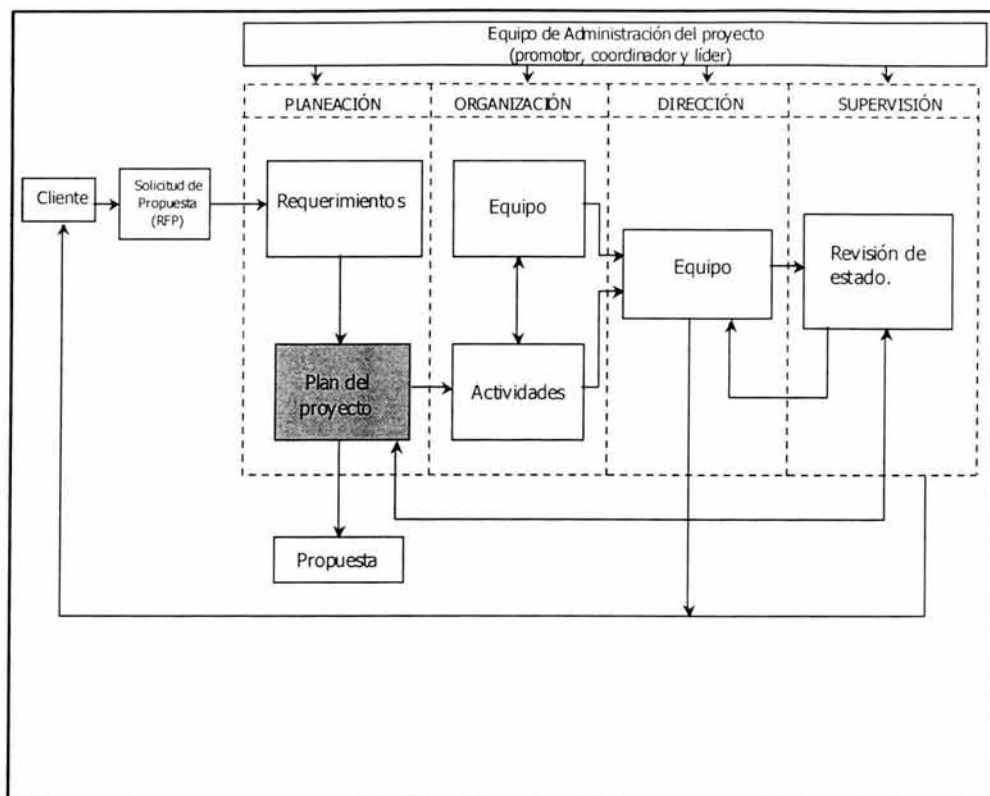 Equipo de Administración del proyecto
(promotor, coordinador y líder)
PLANEACIÓN
ORGANIZACIÓN
DIRECCIÓN
SUPERVISIÓN
Cliente
Solicitud de
Propuesta
(RFP)
Requerimientos
Equipo
Equipo
Revisión de
estado.
Plan del
proyecto
Actividades
Propuesta